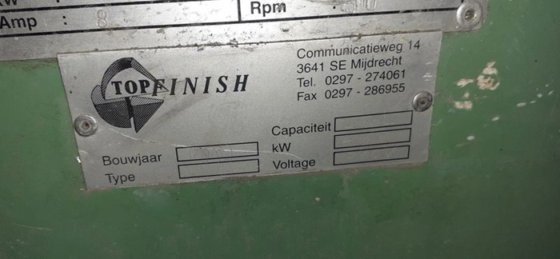 Amp : 8 Rpm :
TOPFINISH
Communicatieweg 14
3641 SE Mijdrecht
Tel. 0297 - 274061
Fax 0297 - 286955
Bouwjaar
Type
Capaciteit
kW
Voltage